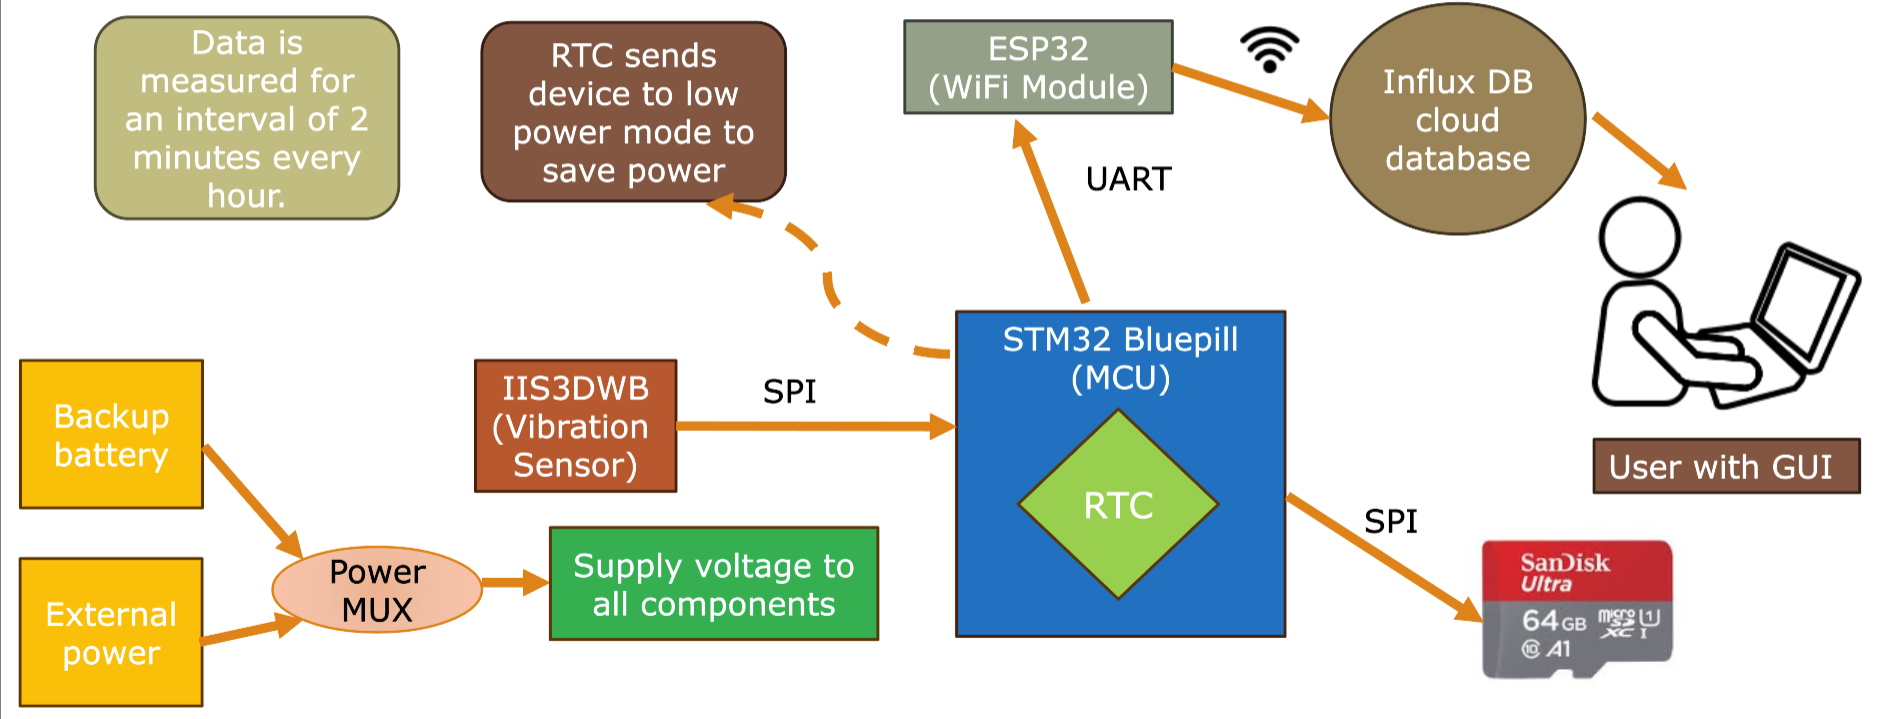 Data is
measured for
an interval of 2
minutes every
hour.
RTC sends
device to low
power mode to
save power
ESP32
(WiFi Module)
Influx DB
cloud
database
UART
STM32 Bluepill
(MCU)
RTC
IIS3DWB
(Vibration
Sensor)
SPI
Backup
battery
External
power
Power
MUX
Supply voltage to
all components
User with GUI
SPI
SanDisk
Ultra
64GB
micro
SD
XC I
U1
10 A1